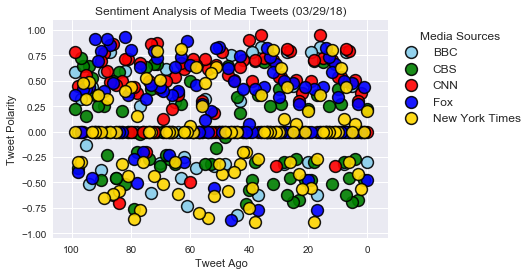 Sentiment Analysis of Media Tweets (03/29/18)
1.00
0.75
0.50
0.25
0.00
−0.25
−0.50
−0.75
−1.00
Tweet Polarity
100
80
60
40
20
0
Tweet Ago
Media Sources
BBC
CBS
CNN
Fox
New York Times